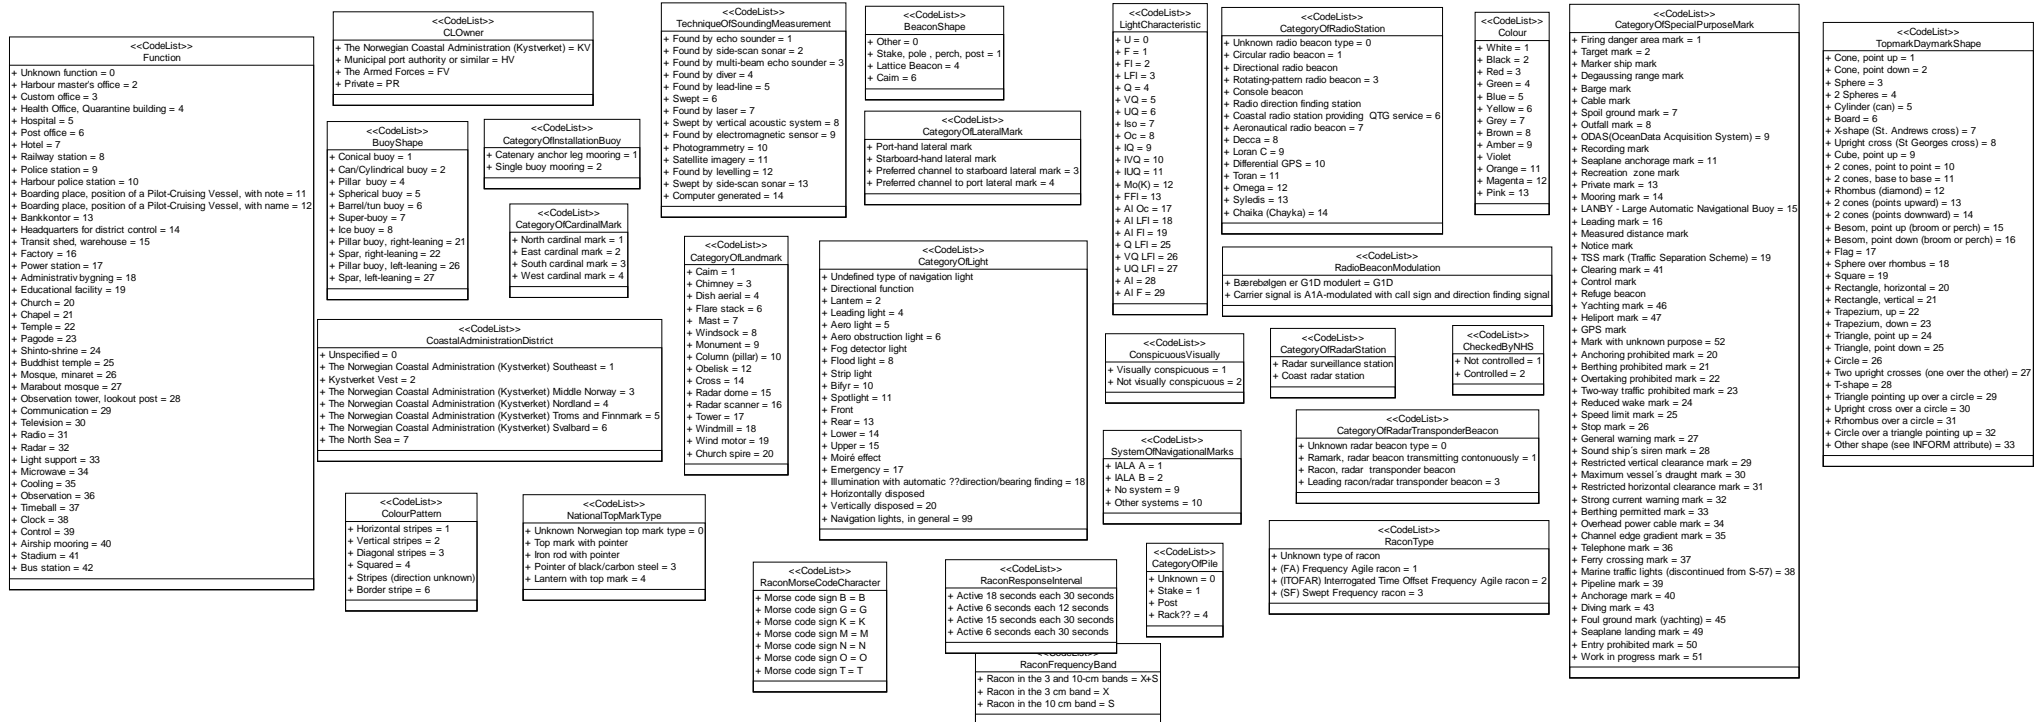 <<CodeList>>
Function
+ Unknown function = 0
+ Harbour master's office = 2
+ Custom office = 3
+ Health Office, Quarantine building = 4
+ Hospital = 5
+ Post office = 6
+ Hotel = 7
+ Railway station = 8
+ Police station = 9
+ Harbour police station = 10
+ Boarding place, position of a Pilot-Cruising Vessel, with note = 11
+ Boarding place, position of a Pilot-Cruising Vessel, with name = 12
+ Bankkontor = 13
+ Headquarters for district control = 14
+ Transit shed, warehouse = 15
+ Factory = 16
+ Power station = 17
+ Administrativ bygning = 18
+ Educational facility = 19
+ Church = 20
+ Chapel = 21
+ Temple = 22
+ Pagode = 23
+ Shinto-shrine = 24
+ Buddhist temple = 25
+ Mosque, minaret = 26
+ Marabout mosque = 27
+ Observation tower, lookout post = 28
+ Communication = 29
+ Television = 30
+ Radio = 31
+ Radar = 32
+ Light support = 33
+ Microwave = 34
+ Cooling = 35
+ Observation = 36
+ Timeball = 37
+ Clock = 38
+ Control = 39
+ Airship mooring = 40
+ Stadium = 41
+ Bus station = 42
<<CodeList>>
CLOwner
+ The Norwegian Coastal Administration (Kystverket) = KV
+ Municipal port authority or similar = HV
+ The Armed Forces = FV
+ Private = PR
<<CodeList>>
BuoyShape
+ Conical buoy = 1
+ Can/Cylindrical buoy = 2
+ Pillar buoy = 4
+ Spherical buoy = 5
+ Barrel/tun buoy = 6
+ Super-buoy = 7
+ Ice buoy = 8
+ Pillar buoy, right-leaning = 21
+ Spar, right-leaning = 22
+ Pillar buoy, left-leaning = 26
+ Spar, left-leaning = 27
<<CodeList>>
CategoryOfInstallationBuoy
+ Catenary anchor leg mooring = 1
+ Single buoy mooring = 2
<<CodeList>>
CategoryOfCardinalMark
+ North cardinal mark = 1
+ East cardinal mark = 2
+ South cardinal mark = 3
+ West cardinal mark = 4
<<CodeList>>
CoastalAdministrationDistrict
+ Unspecified = 0
+ The Norwegian Coastal Administration (Kystverket) Southeast = 1
+ Kystverket Vest = 2
+ The Norwegian Coastal Administration (Kystverket) Middle Norway = 3
+ The Norwegian Coastal Administration (Kystverket) Nordland = 4
+ The Norwegian Coastal Administration (Kystverket) Troms and Finnmark = 5
+ The Norwegian Coastal Administration (Kystverket) Svalbard = 6
+ The North Sea = 7
<<CodeList>>
ColourPattern
+ Horizontal stripes = 1
+ Vertical stripes = 2
+ Diagonal stripes = 3
+ Squared = 4
+ Stripes (direction unknown)
+ Border stripe = 6
<<CodeList>>
NationalTopMarkType
+ Unknown Norwegian top mark type = 0
+ Top mark with pointer
+ Iron rod with pointer
+ Pointer of black/carbon steel = 3
+ Lantern with top mark = 4
<<CodeList>>
TechniqueOfSoundingMeasurement
+ Found by echo sounder = 1
+ Found by side-scan sonar = 2
+ Found by multi-beam echo sounder = 3
+ Found by diver = 4
+ Found by lead-line = 5
+ Swept = 6
+ Found by laser = 7
+ Swept by vertical acoustic system = 8
+ Found by electromagnetic sensor = 9
+ Photogrammetry = 10
+ Satellite imagery = 11
+ Found by levelling = 12
+ Swept by side-scan sonar = 13
+ Computer generated = 14
<<CodeList>>
CategoryOfLandmark
+ Cairn = 1
+ Chimney = 3
+ Dish aerial = 4
+ Flare stack = 6
+ Mast = 7
+ Windsock = 8
+ Monument = 9
+ Column (pillar) = 10
+ Obelisk = 12
+ Cross = 14
+ Radar dome = 15
+ Radar scanner = 16
+ Tower = 17
+ Windmill = 18
+ Wind motor = 19
+ Church spire = 20
<<CodeList>>
BeaconShape
+ Other = 0
+ Stake, pole , perch, post = 1
+ Lattice Beacon = 4
+ Cairn = 6
<<CodeList>>
CategoryOfLateralMark
+ Port-hand lateral mark
+ Starboard-hand lateral mark
+ Preferred channel to starboard lateral mark = 3
+ Preferred channel to port lateral mark = 4
<<CodeList>>
CategoryOfLight
+ Undefined type of navigation light
+ Directional function
+ Lantern = 2
+ Leading light = 4
+ Aero light = 5
+ Aero obstruction light = 6
+ Fog detector light
+ Flood light = 8
+ Strip light
+ Bifyr = 10
+ Spotlight = 11
+ Front
+ Rear = 13
+ Lower = 14
+ Upper = 15
+ Moiré effect
+ Emergency = 17
+ Illumination with automatic ??direction/bearing finding = 18
+ Horizontally disposed
+ Vertically disposed = 20
+ Navigation lights, in general = 99
<<CodeList>>
RaconMorseCodeCharacter
+ Morse code sign B = B
+ Morse code sign G = G
+ Morse code sign K = K
+ Morse code sign M = M
+ Morse code sign N = N
+ Morse code sign O = O
+ Morse code sign T = T
<<CodeList>>
RaconResponseInterval
+ Active 18 seconds each 30 seconds
+ Active 6 seconds each 12 seconds
+ Active 15 seconds each 30 seconds
+ Active 6 seconds each 30 seconds
<<CodeList>>
RaconFrequencyBand
+ Racon in the 3 and 10-cm bands = X+S
+ Racon in the 3 cm band = X
+ Racon in the 10 cm band = S
<<CodeList>>
LightCharacteristic
+ U = 0
+ F = 1
+ Fl = 2
+ LFl = 3
+ Q = 4
+ VQ = 5
+ UQ = 6
+ Iso = 7
+ Oc = 8
+ IQ = 9
+ IVQ = 10
+ IUQ = 11
+ Mo(K) = 12
+ FFl = 13
+ Al Oc = 17
+ Al LFl = 18
+ Al Fl = 19
+ Q LFl = 25
+ VQ LFl = 26
+ UQ LFl = 27
+ Al = 28
+ Al F = 29
<<CodeList>>
ConspicuousVisually
+ Visually conspicuous = 1
+ Not visually conspicuous = 2
<<CodeList>>
SystemOfNavigationalMarks
+ IALA A = 1
+ IALA B = 2
+ No system = 9
+ Other systems = 10
<<CodeList>>
CategoryOfPile
+ Unknown = 0
+ Stake = 1
+ Post
+ Rack?? = 4
<<CodeList>>
CategoryOfRadioStation
+ Unknown radio beacon type = 0
+ Circular radio beacon = 1
+ Directional radio beacon
+ Rotating-pattern radio beacon = 3
+ Console beacon
+ Radio direction finding station
+ Coastal radio station providing QTG service = 6
+ Aeronautical radio beacon = 7
+ Decca = 8
+ Loran C = 9
+ Differential GPS = 10
+ Toran = 11
+ Omega = 12
+ Syledis = 13
+ Chaika (Chayka) = 14
<<CodeList>>
RadioBeaconModulation
+ Bærebølgen er G1D modulert = G1D
+ Carrier signal is A1A-modulated with call sign and direction finding signal
<<CodeList>>
CategoryOfRadarStation
+ Radar surveillance station
+ Coast radar station
<<CodeList>>
CheckedByNHS
+ Not controlled = 1
+ Controlled = 2
<<CodeList>>
CategoryOfRadarTransponderBeacon
+ Unknown radar beacon type = 0
+ Ramark, radar beacon transmitting contonuously = 1
+ Racon, radar transponder beacon
+ Leading racon/radar transponder beacon = 3
<<CodeList>>
RaconType
+ Unknown type of racon
+ (FA) Frequency Agile racon = 1
+ (ITOFAR) Interrogated Time Offset Frequency Agile racon = 2
+ (SF) Swept Frequency racon = 3
<<CodeList>>
Colour
+ White = 1
+ Black = 2
+ Red = 3
+ Green = 4
+ Blue = 5
+ Yellow = 6
+ Grey = 7
+ Brown = 8
+ Amber = 9
+ Violet
+ Orange = 11
+ Magenta = 12
+ Pink = 13
<<CodeList>>
CategoryOfSpecialPurposeMark
+ Firing danger area mark = 1
+ Target mark = 2
+ Marker ship mark
+ Degaussing range mark
+ Barge mark
+ Cable mark
+ Spoil ground mark = 7
+ Outfall mark = 8
+ ODAS(OceanData Acquisition System) = 9
+ Recording mark
+ Seaplane anchorage mark = 11
+ Recreation zone mark
+ Private mark = 13
+ Mooring mark = 14
+ LANBY - Large Automatic Navigational Buoy = 15
+ Leading mark = 16
+ Measured distance mark
+ Notice mark
+ TSS mark (Traffic Separation Scheme) = 19
+ Clearing mark = 41
+ Control mark
+ Refuge beacon
+ Yachting mark = 46
+ Heliport mark = 47
+ GPS mark
+ Mark with unknown purpose = 52
+ Anchoring prohibited mark = 20
+ Berthing prohibited mark = 21
+ Overtaking prohibited mark = 22
+ Two-way traffic prohibited mark = 23
+ Reduced wake mark = 24
+ Speed limit mark = 25
+ Stop mark = 26
+ General warning mark = 27
+ Sound ship´s siren mark = 28
+ Restricted vertical clearance mark = 29
+ Maximum vessel´s draught mark = 30
+ Restricted horizontal clearance mark = 31
+ Strong current warning mark = 32
+ Berthing permitted mark = 33
+ Overhead power cable mark = 34
+ Channel edge gradient mark = 35
+ Telephone mark = 36
+ Ferry crossing mark = 37
+ Marine traffic lights (discontinued from S-57) = 38
+ Pipeline mark = 39
+ Anchorage mark = 40
+ Diving mark = 43
+ Foul ground mark (yachting) = 45
+ Seaplane landing mark = 49
+ Entry prohibited mark = 50
+ Work in progress mark = 51
<<CodeList>>
TopmarkDaymarkShape
+ Cone, point up = 1
+ Cone, point down = 2
+ Sphere = 3
+ 2 Spheres = 4
+ Cylinder (can) = 5
+ Board = 6
+ X-shape (St. Andrews cross) = 7
+ Upright cross (St Georges cross) = 8
+ Cube, point up = 9
+ 2 cones, point to point = 10
+ 2 cones, base to base = 11
+ Rhombus (diamond) = 12
+ 2 cones (points upward) = 13
+ 2 cones (points downward) = 14
+ Besom, point up (broom or perch) = 15
+ Besom, point down (broom or perch) = 16
+ Flag = 17
+ Sphere over rhombus = 18
+ Square = 19
+ Rectangle, horizontal = 20
+ Rectangle, vertical = 21
+ Trapezium, up = 22
+ Trapezium, down = 23
+ Triangle, point up = 24
+ Triangle, point down = 25
+ Circle = 26
+ Two upright crosses (one over the other) = 27
+ T-shape = 28
+ Triangle pointing up over a circle = 29
+ Upright cross over a circle = 30
+ Rrhombus over a circle = 31
+ Circle over a triangle pointing up = 32
+ Other shape (see INFORM attribute) = 33